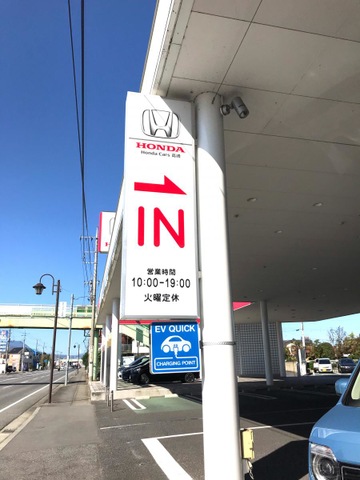 HONDA
Honda Cars
IN
営業時間
10:00-19:00
火曜定休
EV QUICK
CHARGING POINT